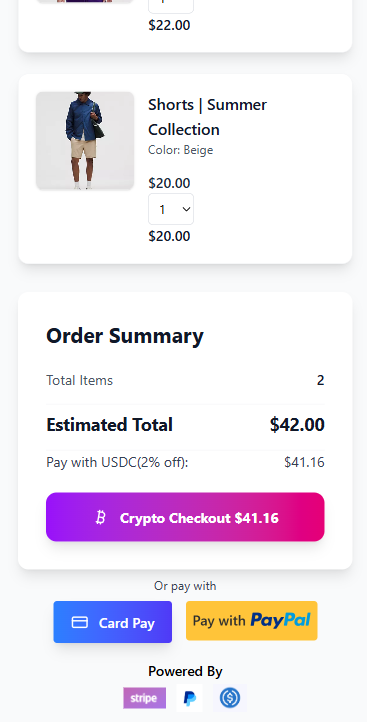 $22.00
Shorts | Summer
Collection
Color: Beige
$20.00
1
$20.00
Order Summary
Total Items 2
Estimated Total $42.00
Pay with USDC(2% off): $41.16
Crypto Checkout $41.16
Or pay with
Card Pay Pay with PayPal
Powered By
stripe